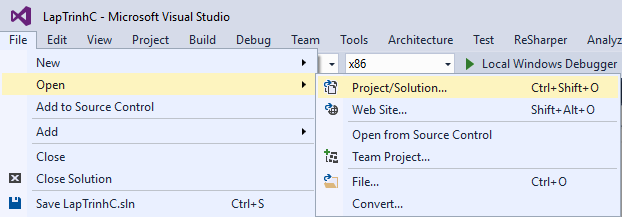 LapTrinhC - Microsoft Visual Studio
File Edit View Project Build Debug Team Tools Architecture Test ReSharper Analyz
New x86 Local Windows Debugger
Open Project/Solution... Ctrl+Shift+O
Add to Source Control Web Site... Shift+Alt+O
Add Open from Source Control
Close Team Project...
Close Solution File... Ctrl+O
Save LapTrinhC.sln Ctrl+S Convert...